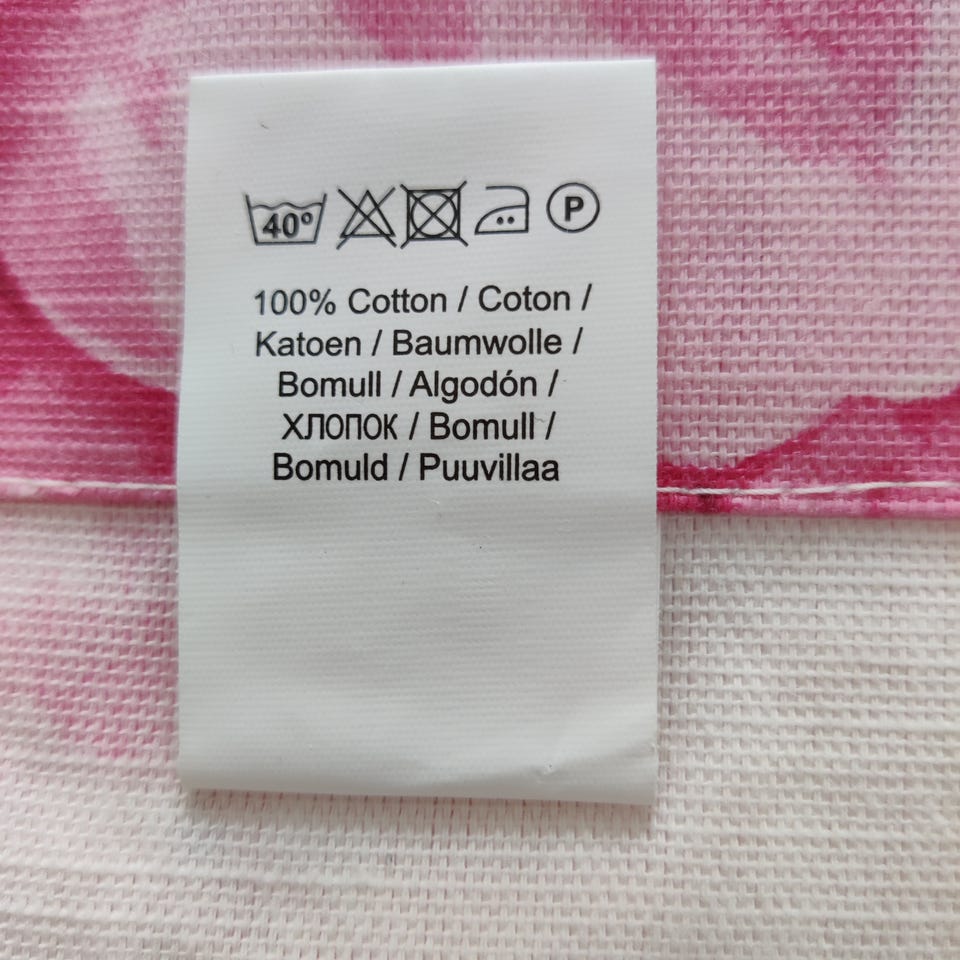 40° P
100% Cotton / Coton /
Katoen / Baumwolle /
Bomull / Algodón /
хлопок / Bomull /
Bomuld / Puuvillaa